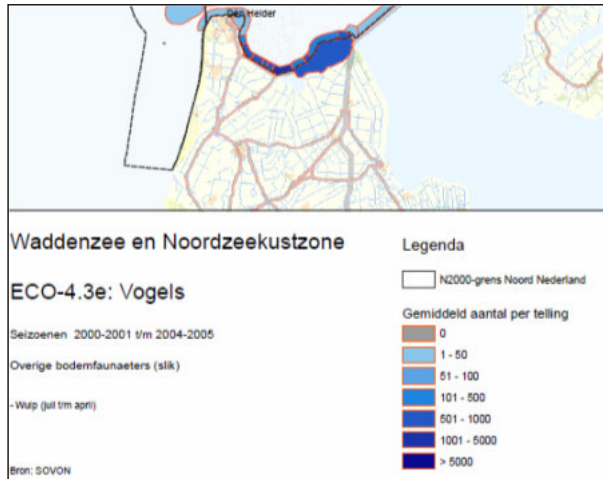 Den Helder
Waddenzee en Noordzeekustzone
ECO-4.3e: Vogels
Seizoenen 2000-2001 t/m 2004-2005
Overige bodemfaunaeters (slik)
- Wulp (juli t/m april)
Bron: SOVON
Legenda
N2000-grens Noord Nederland
Gemiddeld aantal per telling
0
1 - 50
51 - 100
101 - 500
501 - 1000
1001 - 5000
> 5000